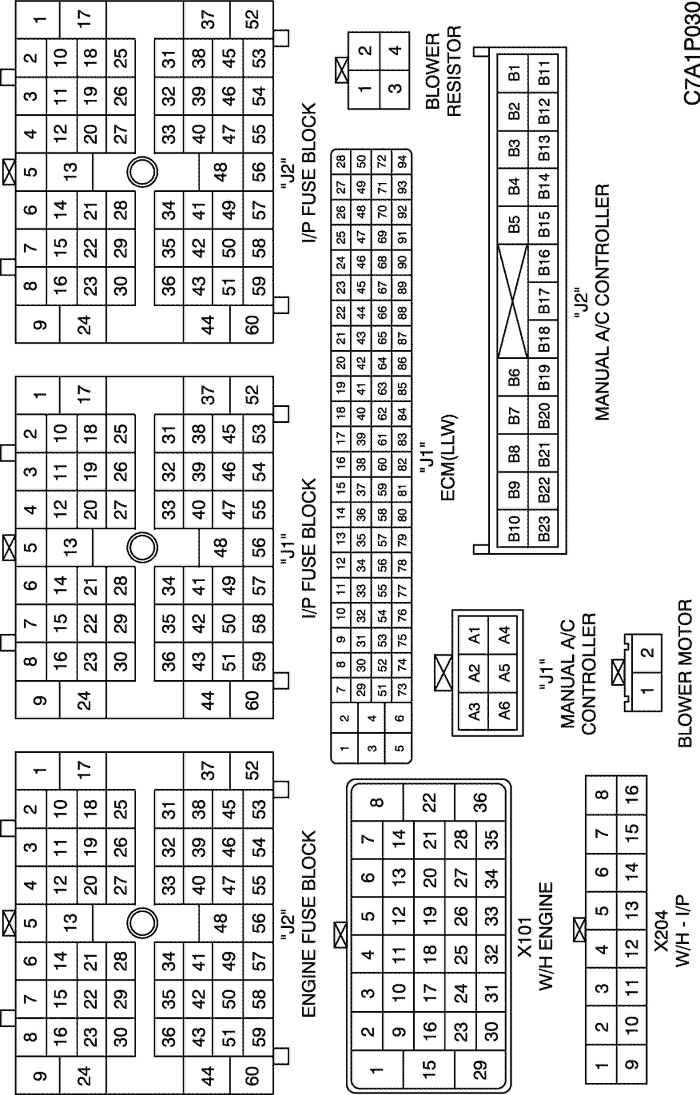 9 8 7 6 5 4 3 2 1
24 16 15 14 13 12 11 10 17
23 22 21 20 19 18
30 29 28 27 26 25
36 35 34 33 32 31
44 43 42 41 48 40 39 38 37
51 50 49 47 46 45
60 59 58 57 56 55 54 53 52
"J2"
ENGINE FUSE BLOCK
9 8 7 6 5 4 3 2 1
24 16 15 14 13 12 11 10 17
23 22 21 20 19 18
30 29 28 27 26 25
36 35 34 33 32 31
44 43 42 41 48 40 39 38 37
51 50 49 47 46 45
60 59 58 57 56 55 54 53 52
"J1"
I/P FUSE BLOCK
9 8 7 6 5 4 3 2 1
24 16 15 14 13 12 11 10 17
23 22 21 20 19 18
30 29 28 27 26 25
36 35 34 33 32 31
44 43 42 41 48 40 39 38 37
51 50 49 47 46 45
60 59 58 57 56 55 54 53 52
"J2"
I/P FUSE BLOCK
1 2 3 4 5 6 7 8
9 10 11 12 13 14
15 16 17 18 19 20 21 22
23 24 25 26 27 28
29 30 31 32 33 34 35 36
X101
W/H ENGINE
1 2 7 8 9 10 11 12 13 14 15 16 17 18 19 20 21 22 23 24 25 26 27 28
29 30 31 32 33 34 35 36 37 38 39 40 41 42 43 44 45 46 47 48 49 50
3 4 51 52 53 54 55 56 57 58 59 60 61 62 63 64 65 66 67 68 69 70 71 72
5 6 73 74 75 76 77 78 79 80 81 82 83 84 85 86 87 88 89 90 91 92 93 94
"J1"
ECM(LLW)
1 2
3 4
BLOWER
RESISTOR
A3 A2 A1
A6 A5 A4
"J1"
MANUAL A/C
CONTROLLER
B10 B9 B8 B7 B6 B5 B4 B3 B2 B1
B23 B22 B21 B20 B19 B18 B17 B16 B15 B14 B13 B12 B11
"J2"
MANUAL A/C CONTROLLER
1 2 3 4 5 6 7 8
9 10 11 12 13 14 15 16
X204
W/H - I/P
1 2
BLOWER MOTOR
C7A1P030